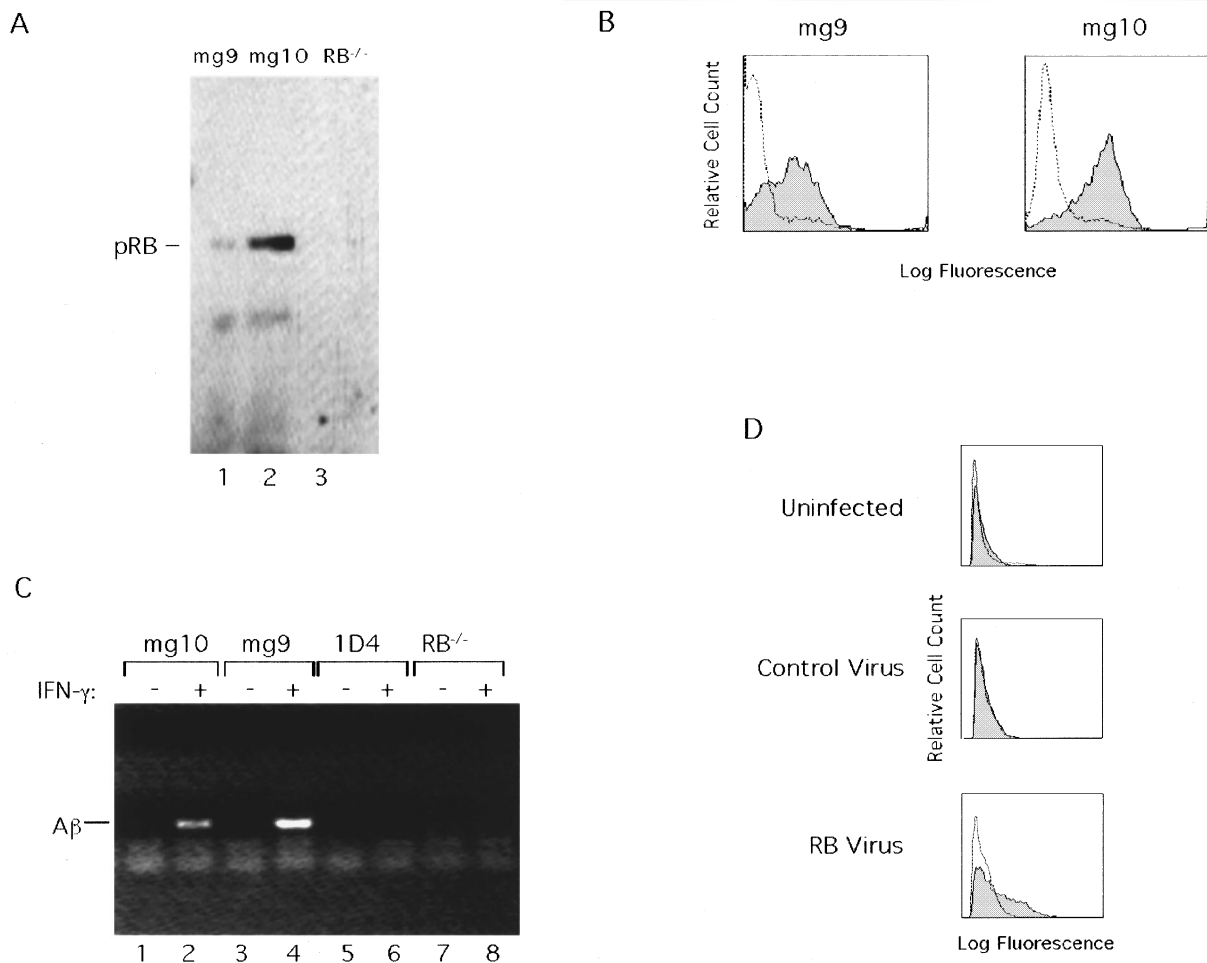 A
mg9 mg10 RB-/-
pRB
1 2 3
B
mg9 mg10
Relative Cell Count
Log Fluorescence
C
mg10 mg9 1D4 RB-/-
IFN-γ: - + - + - + - +
Aβ
1 2 3 4 5 6 7 8
D
Uninfected
Control Virus
RB Virus
Relative Cell Count
Log Fluorescence